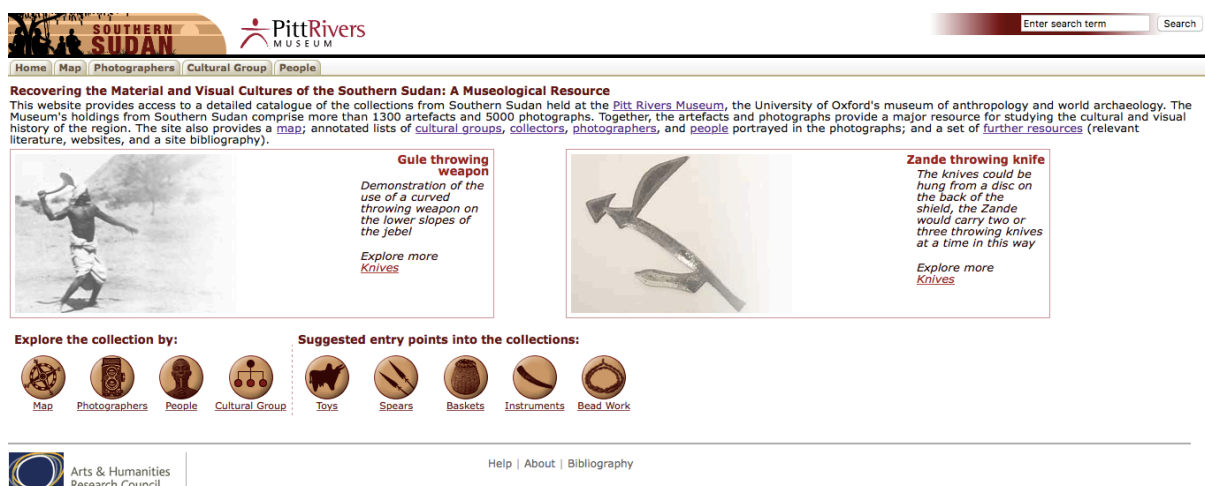 SOUTHERN
SUDAN
PittRivers
MUSEUM
Enter search term
Search
Home
Map
Photographers
Cultural Group
People
Recovering the Material and Visual Cultures of the Southern Sudan: A Museological Resource
This website provides access to a detailed catalogue of the collections from Southern Sudan held at the Pitt Rivers Museum, the University of Oxford's museum of anthropology and world archaeology. The
Museum's holdings from Southern Sudan comprise more than 1300 artefacts and 5000 photographs. Together, the artefacts and photographs provide a major resource for studying the cultural and visual
history of the region. The site also provides a map; annotated lists of cultural groups, collectors, photographers, and people portrayed in the photographs; and a set of further resources (relevant
literature, websites, and a site bibliography).
Gule throwing
weapon
Demonstration of the
use of a curved
throwing weapon on
the lower slopes of
the jebel
Explore more
Knives
Zande throwing knife
The knives could be
hung from a disc on
the back of the
shield, the Zande
would carry two or
three throwing knives
at a time in this way
Explore more
Knives
Explore the collection by:
Map
Photographers
People
Cultural Group
Suggested entry points into the collections:
Toys
Spears
Baskets
Instruments
Bead Work
Arts & Humanities
Research Council
Help | About | Bibliography